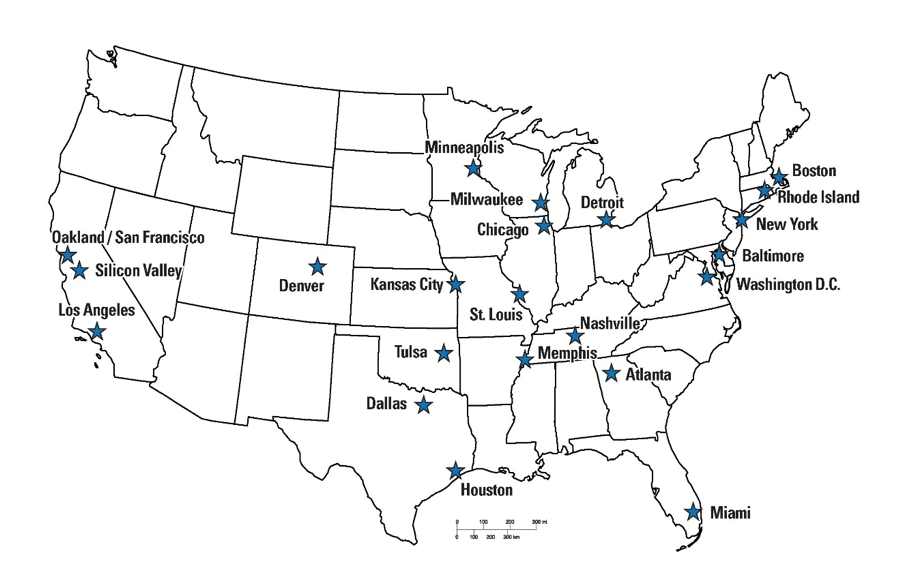 Minneapolis
Boston
Milwaukee
Detroit
Rhode Island
Chicago
New York
Oakland / San Francisco
Baltimore
Silicon Valley
Denver
Kansas City
Washington D.C.
Los Angeles
St. Louis
Nashville
Tulsa
Memphis
Atlanta
Dallas
Houston
Miami
0 100 200 300 mi
0 100 200 300 km